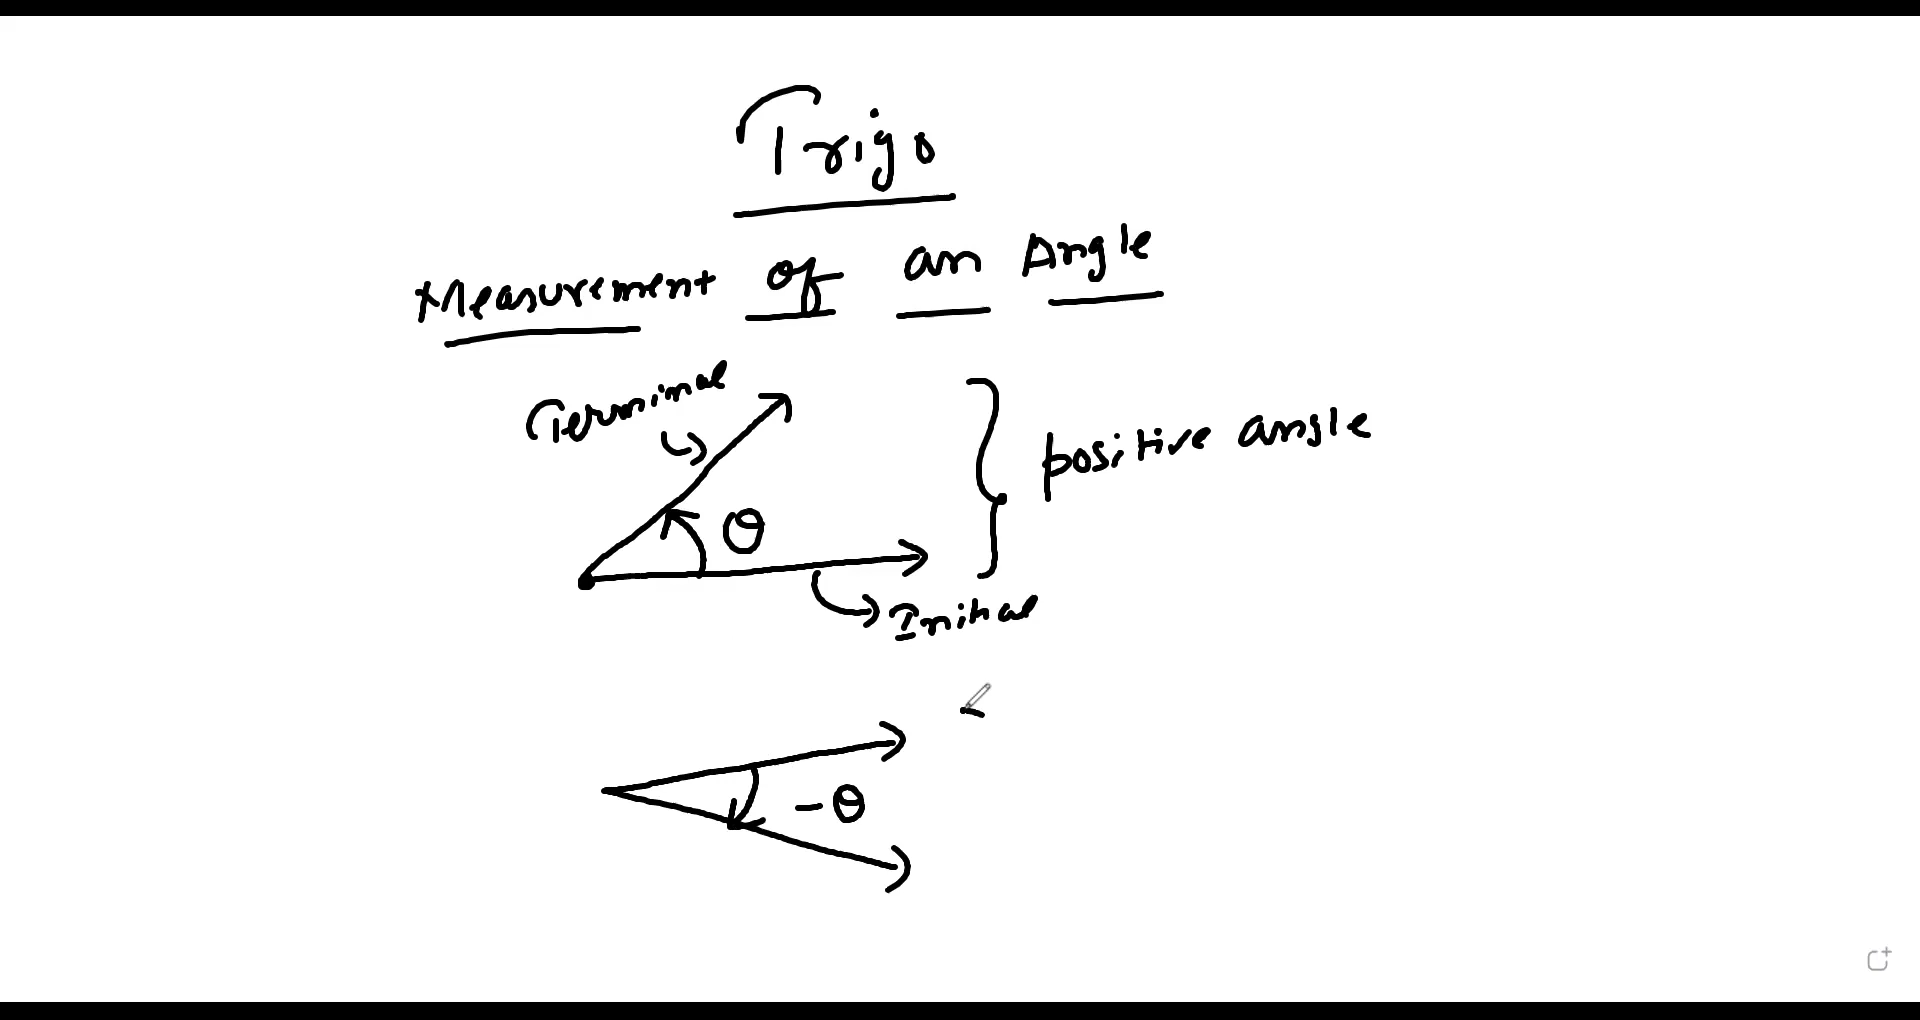 Trigo
Measurement of an Angle
Terminal
positive angle
θ
Initial
-θ